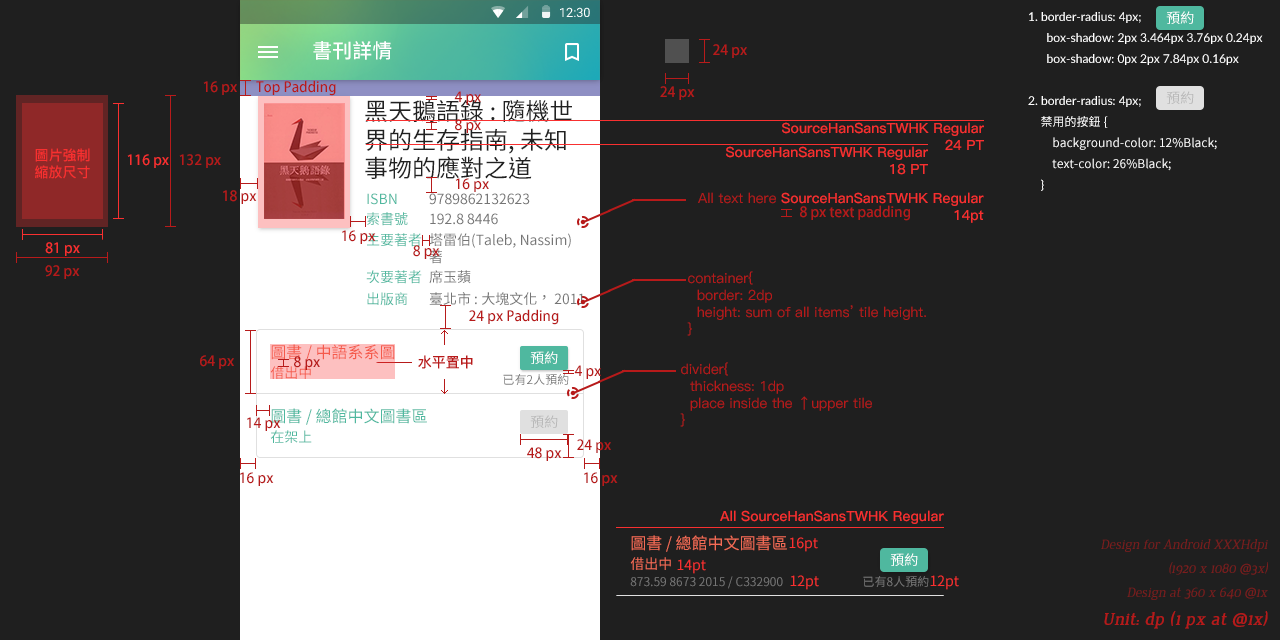 12:30
書刊詳情
16 px
Top Padding
4 px
黑天鵝語錄 : 隨機世
8 px
界的生存指南, 未知
事物的應對之道
16 px
ISBN 9789862132623
索書號 192.8 8446
主要著者 塔雷伯(Taleb, Nassim)
著
次要著者 席玉蘋
出版商 臺北市 : 大塊文化， 2011
黑天鵝語錄
圖片強制
縮放尺寸
116 px
132 px
81 px
92 px
18 px
16 px
8 px
24 px Padding
64 px
圖書 / 中語系系圖
8 px
借出中
水平置中
預約
已有2人預約
4 px
14 px
圖書 / 總館中文圖書區
在架上
預約
48 px
24 px
16 px
16 px
24 px
24 px
SourceHanSansTWHK Regular
24 PT
SourceHanSansTWHK Regular
18 PT
All text here SourceHanSansTWHK Regular
8 px text padding
14pt
container{
border: 2dp
height: sum of all items' tile height.
}
divider{
thickness: 1dp
place inside the ↑upper tile
}
All SourceHanSansTWHK Regular
圖書 / 總館中文圖書區16pt
借出中 14pt
873.59 8673 2015 / C332900 12pt
預約
已有8人預約12pt
1. border-radius: 4px; 預約
box-shadow: 2px 3.464px 3.76px 0.24px
box-shadow: 0px 2px 7.84px 0.16px
2. border-radius: 4px; 預約
禁用的按鈕 {
background-color: 12%Black;
text-color: 26%Black;
}
Design for Android XXXHdpi
(1920 x 1080 @3x)
Design at 360 x 640 @1x
Unit: dp (1 px at @1x)